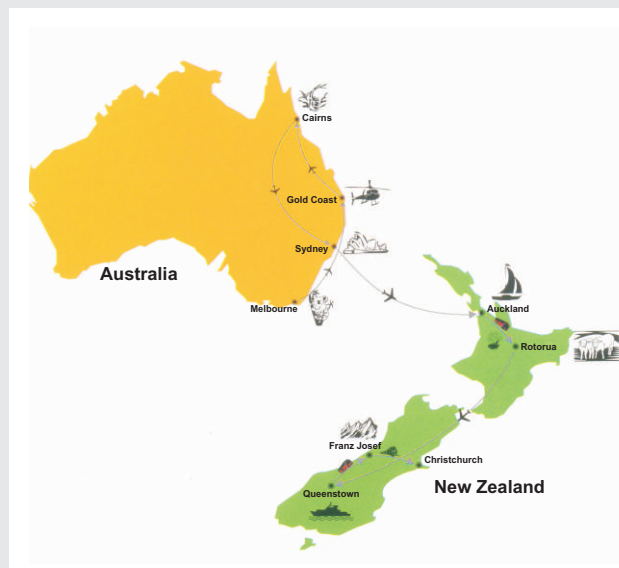 Cairns
Gold Coast
Sydney
Australia
Melbourne
Auckland
Rotorua
Franz Josef
Christchurch
Queenstown
New Zealand